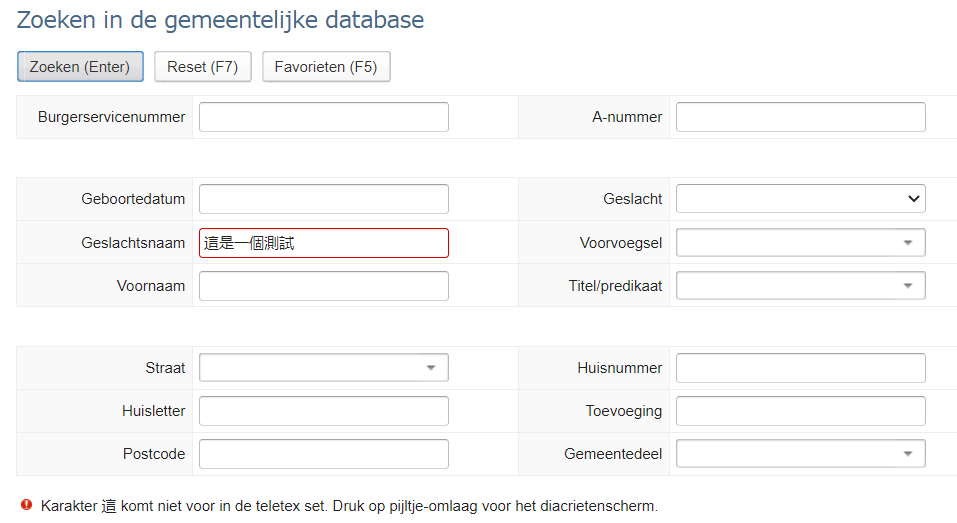 Zoeken in de gemeentelijke database
Zoeken (Enter) Reset (F7) Favorieten (F5)
Burgerservicenummer A-nummer
Geboortedatum Geslacht
Geslachtsnaam 這是一個測試 Voorvoegsel
Voornaam Titel/predikaat
Straat Huisnummer
Huisletter Toevoeging
Postcode Gemeentedeel
Karakter 這 komt niet voor in de teletex set. Druk op pijltje-omlaag voor het diacrietenscherm.